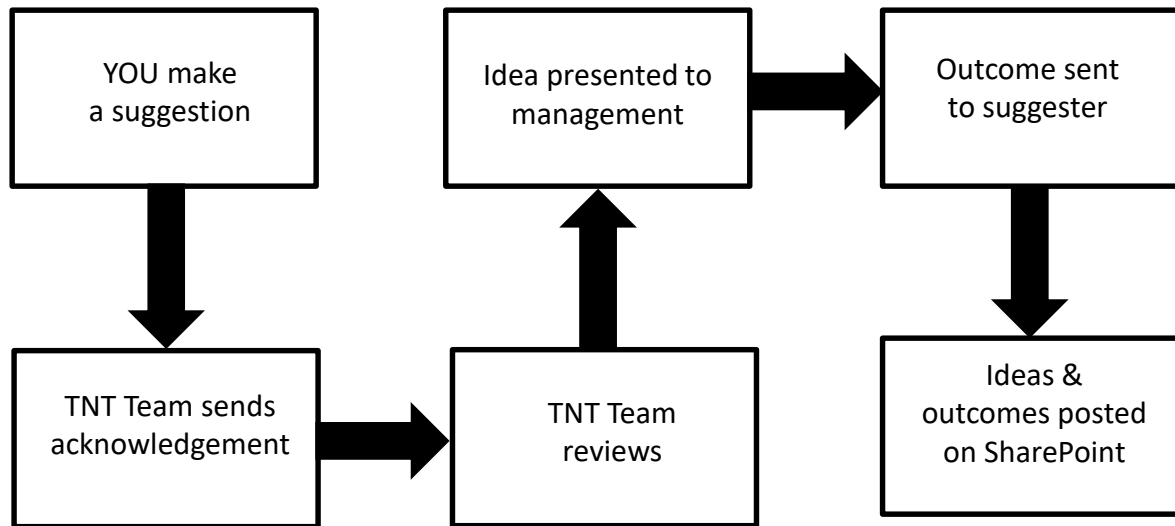 YOU make
a suggestion
TNT Team sends
acknowledgement
TNT Team
reviews
Idea presented to
management
Outcome sent
to suggester
Ideas &
outcomes posted
on SharePoint